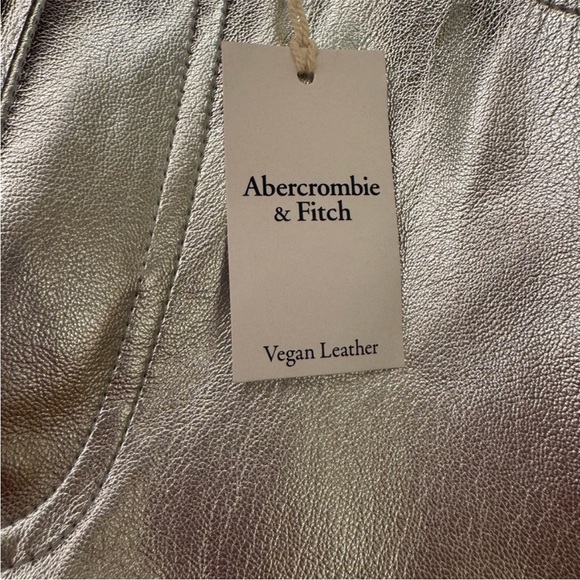 Abercrombie
& Fitch
Vegan Leather